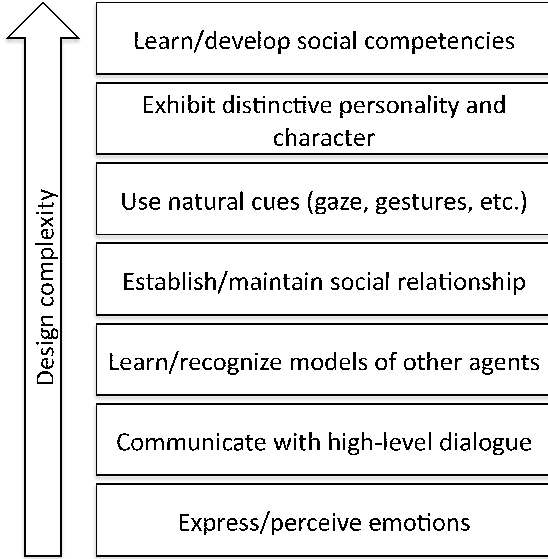 Learn/develop social competencies
Exhibit distinctive personality and
character
Use natural cues (gaze, gestures, etc.)
Establish/maintain social relationship
Learn/recognize models of other agents
Communicate with high-level dialogue
Express/perceive emotions
Design complexity